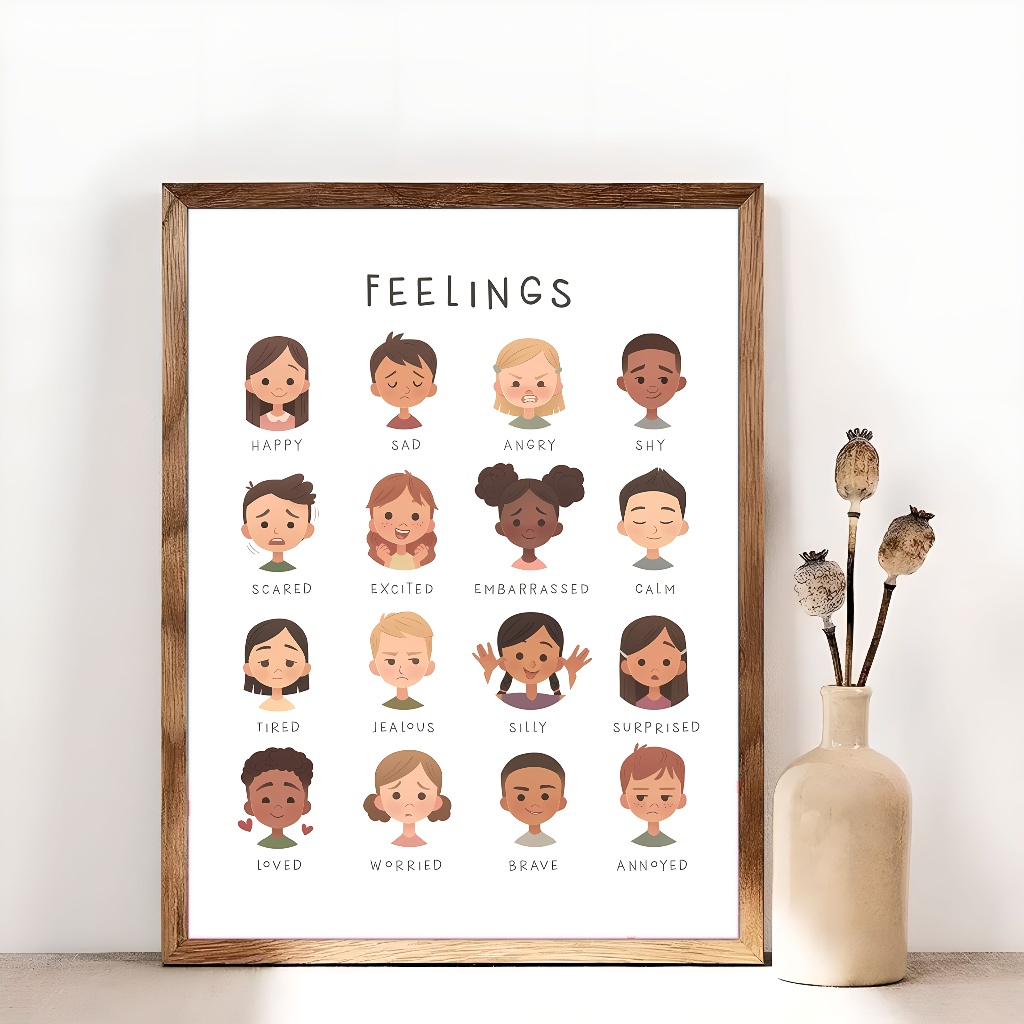 FEELINGS
HAPPY SAD ANGRY SHY
SCARED EXCITED EMBARRASSED CALM
TIRED JEALOUS SILLY SURPRISED
LOVED WORRIED BRAVE ANNOYED